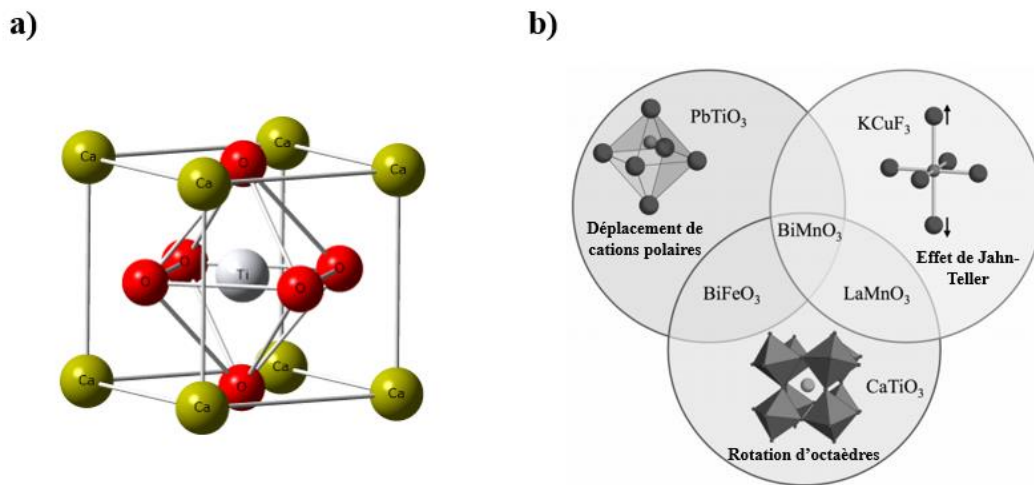 a)
Ca
Ca
Ca
Ca
O
O
O
Ti
O
O
O
Ca
Ca
Ca
Ca
b)
PbTiO₃
KCuF₃
Déplacement de
cations polaires
BiMnO₃
Effet de Jahn-
Teller
BiFeO₃
LaMnO₃
CaTiO₃
Rotation d'octaèdres